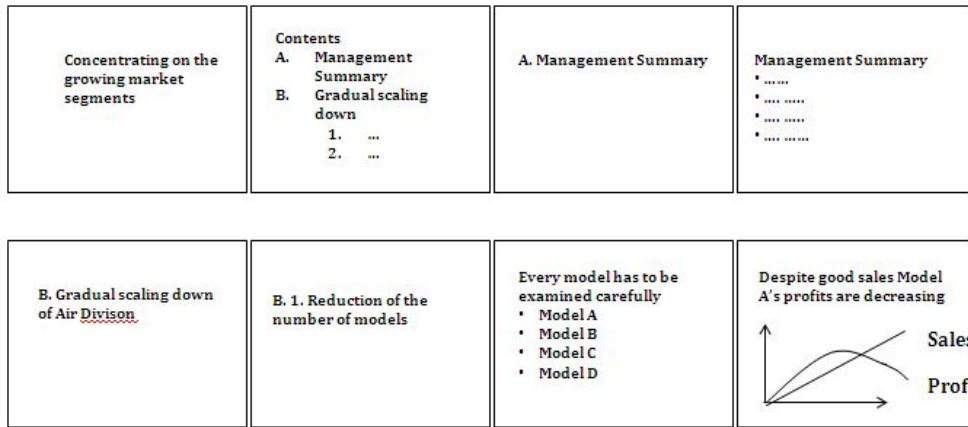 Concentrating on the
growing market
segments
Contents
A. Management
Summary
B. Gradual scaling
down
1. ...
2. ...
A. Management Summary
Management Summary
• ......
• .... .....
• .... .....
• .... ......
B. Gradual scaling down
of Air Divison
B. 1. Reduction of the
number of models
Every model has to be
examined carefully
• Model A
• Model B
• Model C
• Model D
Despite good sales Model
A's profits are decreasing
Sales
Prof